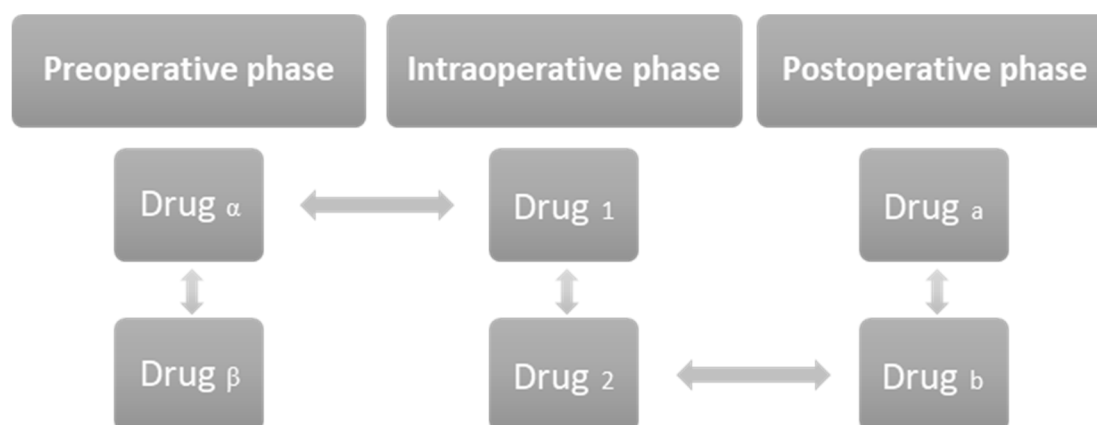 Preoperative phase
Intraoperative phase
Postoperative phase
Drug α
Drug 1
Drug a
Drug β
Drug 2
Drug b